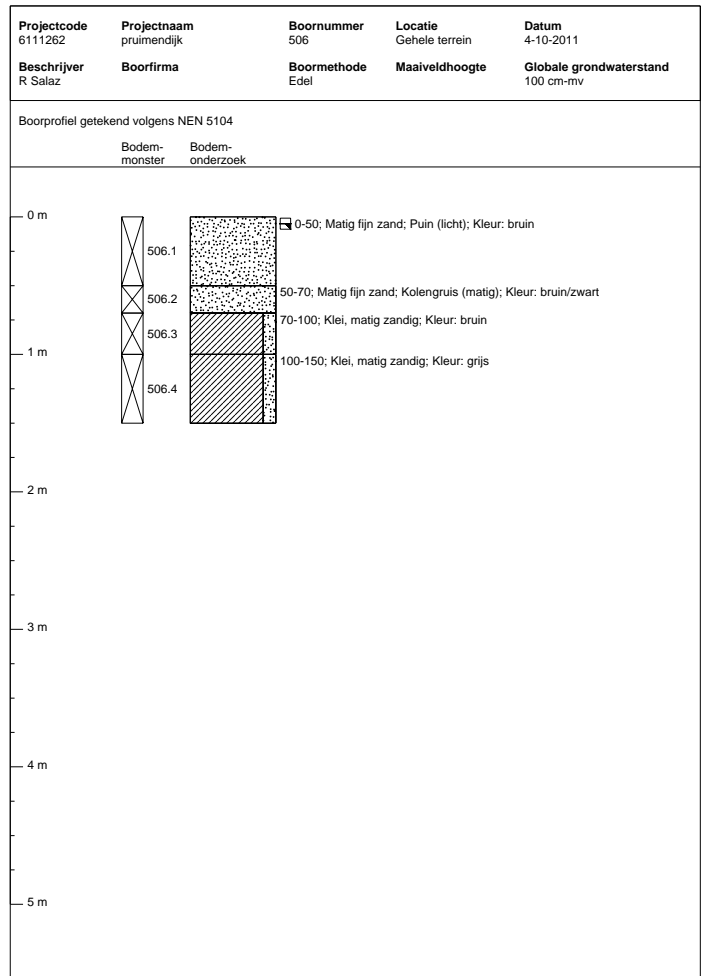 Projectcode Projectnaam Boornummer Locatie Datum
6111262 pruimendijk 506 Gehele terrein 4-10-2011
Beschrijver Boorfirma Boormethode Maaiveldhoogte Globale grondwaterstand
R Salaz Edel 100 cm-mv
Boorprofiel getekend volgens NEN 5104
Bodem- Bodem-
monster onderzoek
0 m
0-50; Matig fijn zand; Puin (licht); Kleur: bruin
506.1
50-70; Matig fijn zand; Kolengruis (matig); Kleur: bruin/zwart
506.2
70-100; Klei, matig zandig; Kleur: bruin
506.3
1 m
100-150; Klei, matig zandig; Kleur: grijs
506.4
2 m
3 m
4 m
5 m